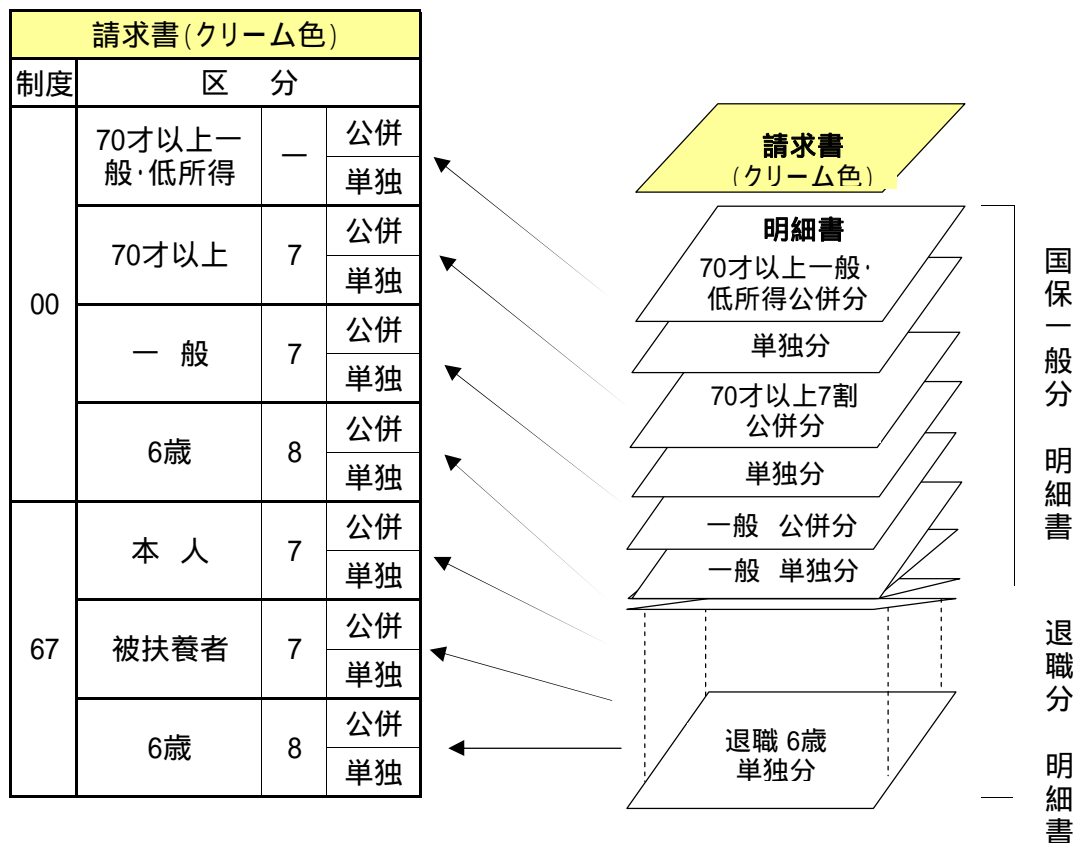 請求書(クリーム色)
制度 区 分
00
70才以上一
般・低所得
―
公併
単独
70才以上
7
公併
単独
一 般
7
公併
単独
6歳
8
公併
単独
67
本 人
7
公併
単独
被扶養者
7
公併
単独
6歳
8
公併
単独
請求書
(クリーム色)
明細書
70才以上一般・
低所得公併分
単独分
70才以上7割
公併分
単独分
一般 公併分
一般 単独分
退職 6歳
単独分
国保一般分 明細書
退職分 明細書